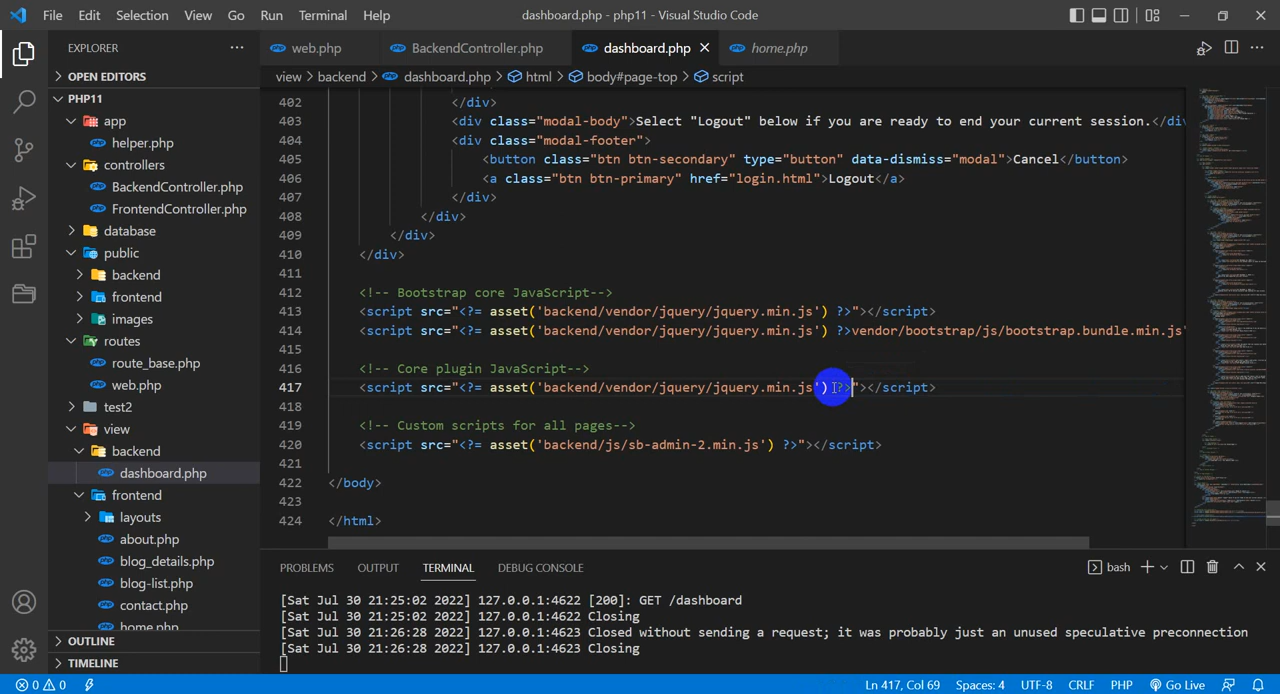 File Edit Selection View Go Run Terminal Help dashboard.php - php11 - Visual Studio Code
EXPLORER
web.php BackendController.php dashboard.php home.php
OPEN EDITORS
view backend dashboard.php html body#page-top script
PHP11
app
helper.php
controllers
BackendController.php
FrontendController.php
database
public
backend
frontend
images
routes
route_base.php
web.php
test2
view
backend
dashboard.php
frontend
layouts
about.php
blog_details.php
blog-list.php
contact.php
home.php
OUTLINE
TIMELINE
402 </div>
403 <div class="modal-body">Select "Logout" below if you are ready to end your current session.</div
404 <div class="modal-footer">
405 <button class="btn btn-secondary" type="button" data-dismiss="modal">Cancel</button>
406 <a class="btn btn-primary" href="login.html">Logout</a>
407 </div>
408 </div>
409 </div>
410 </div>
411
412 <!-- Bootstrap core JavaScript-->
413 <script src="<?= asset('backend/vendor/jquery/jquery.min.js') ?>"></script>
414 <script src="<?= asset('backend/vendor/jquery/jquery.min.js') ?>vendor/bootstrap/js/bootstrap.bundle.min.js"
415
416 <!-- Core plugin JavaScript-->
417 <script src="<?= asset('backend/vendor/jquery/jquery.min.js') ?>"></script>
418
419 <!-- Custom scripts for all pages-->
420 <script src="<?= asset('backend/js/sb-admin-2.min.js') ?>"></script>
421
422 </body>
423
424 </html>
PROBLEMS OUTPUT TERMINAL DEBUG CONSOLE bash
[Sat Jul 30 21:25:02 2022] 127.0.0.1:4622 [200]: GET /dashboard
[Sat Jul 30 21:25:02 2022] 127.0.0.1:4622 Closing
[Sat Jul 30 21:26:28 2022] 127.0.0.1:4623 Closed without sending a request; it was probably just an unused speculative preconnection
[Sat Jul 30 21:26:28 2022] 127.0.0.1:4623 Closing
0 0 Ln 417, Col 69 Spaces: 4 UTF-8 CRLF PHP Go Live